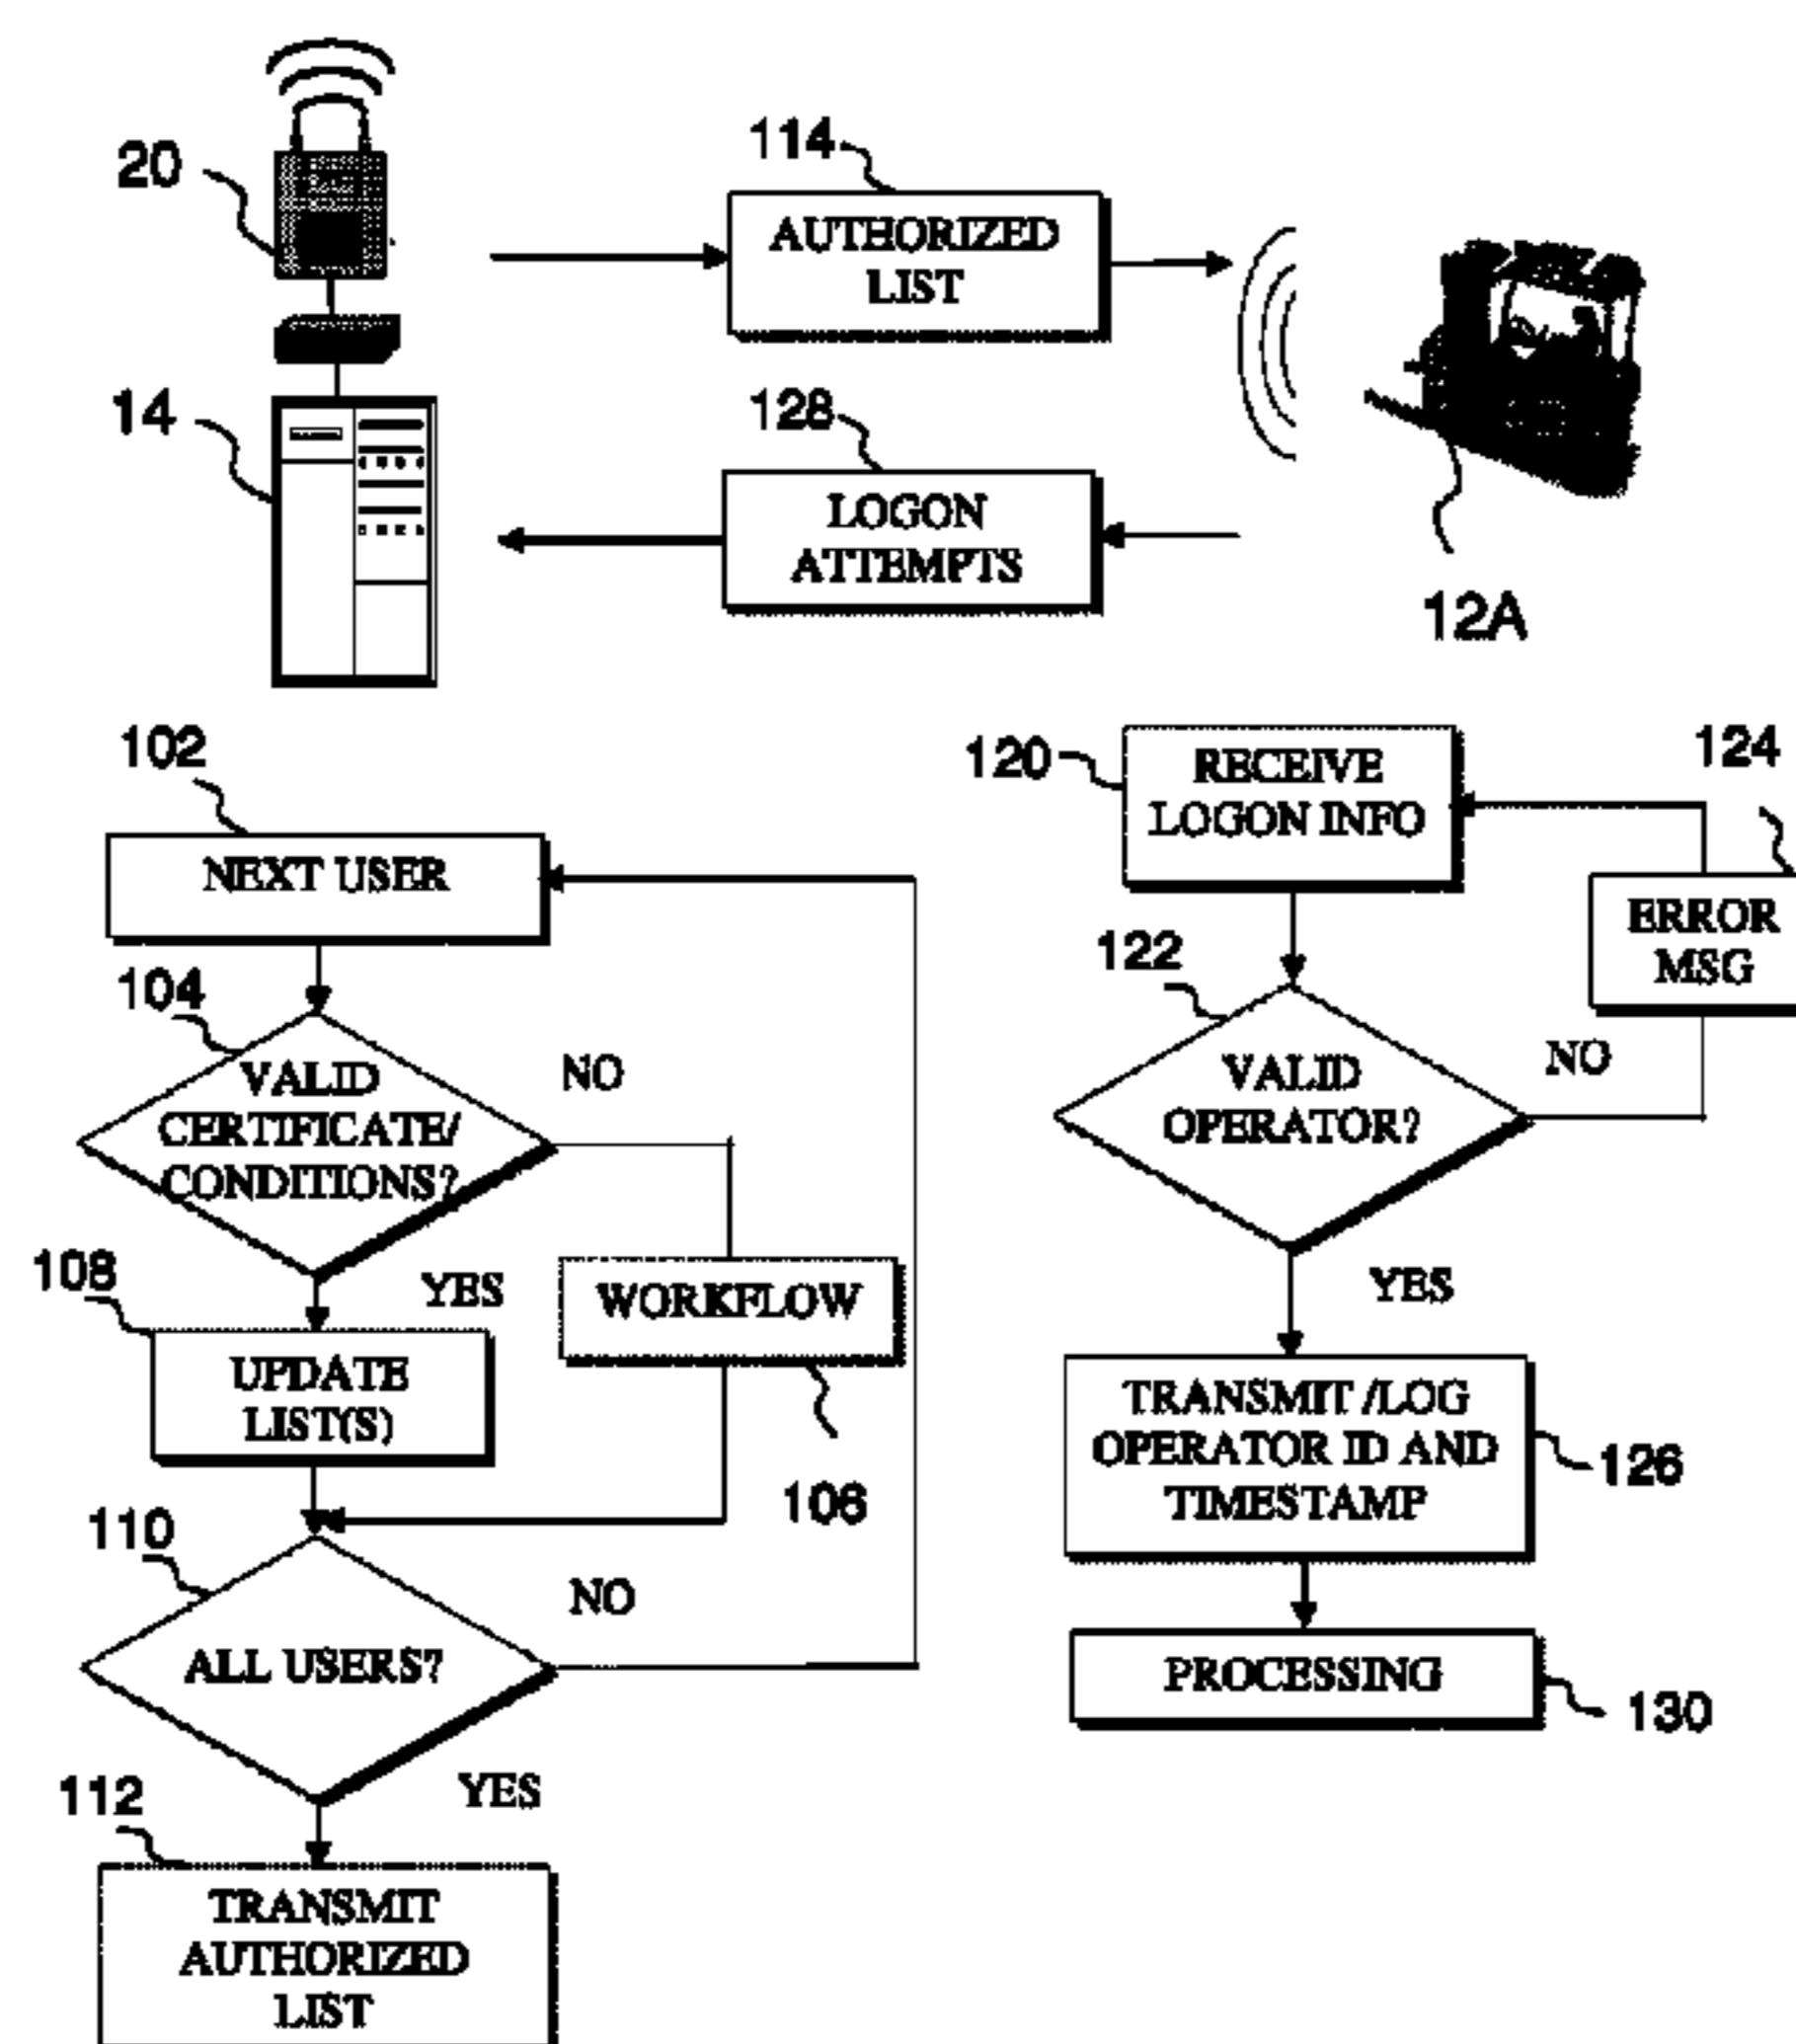 20
114
AUTHORIZED
LIST
14
128
LOGON
ATTEMPTS
12A
102
NEXT USER
104
VALID
CERTIFICATE/
CONDITIONS?
NO
108
YES
UPDATE
LIST(S)
WORKFLOW
106
110
ALL USERS?
NO
YES
112
TRANSMIT
AUTHORIZED
LIST
120
RECEIVE
LOGON INFO
124
ERROR
MSG
122
VALID
OPERATOR?
NO
YES
TRANSMIT /LOG
OPERATOR ID AND
TIMESTAMP
126
PROCESSING
130